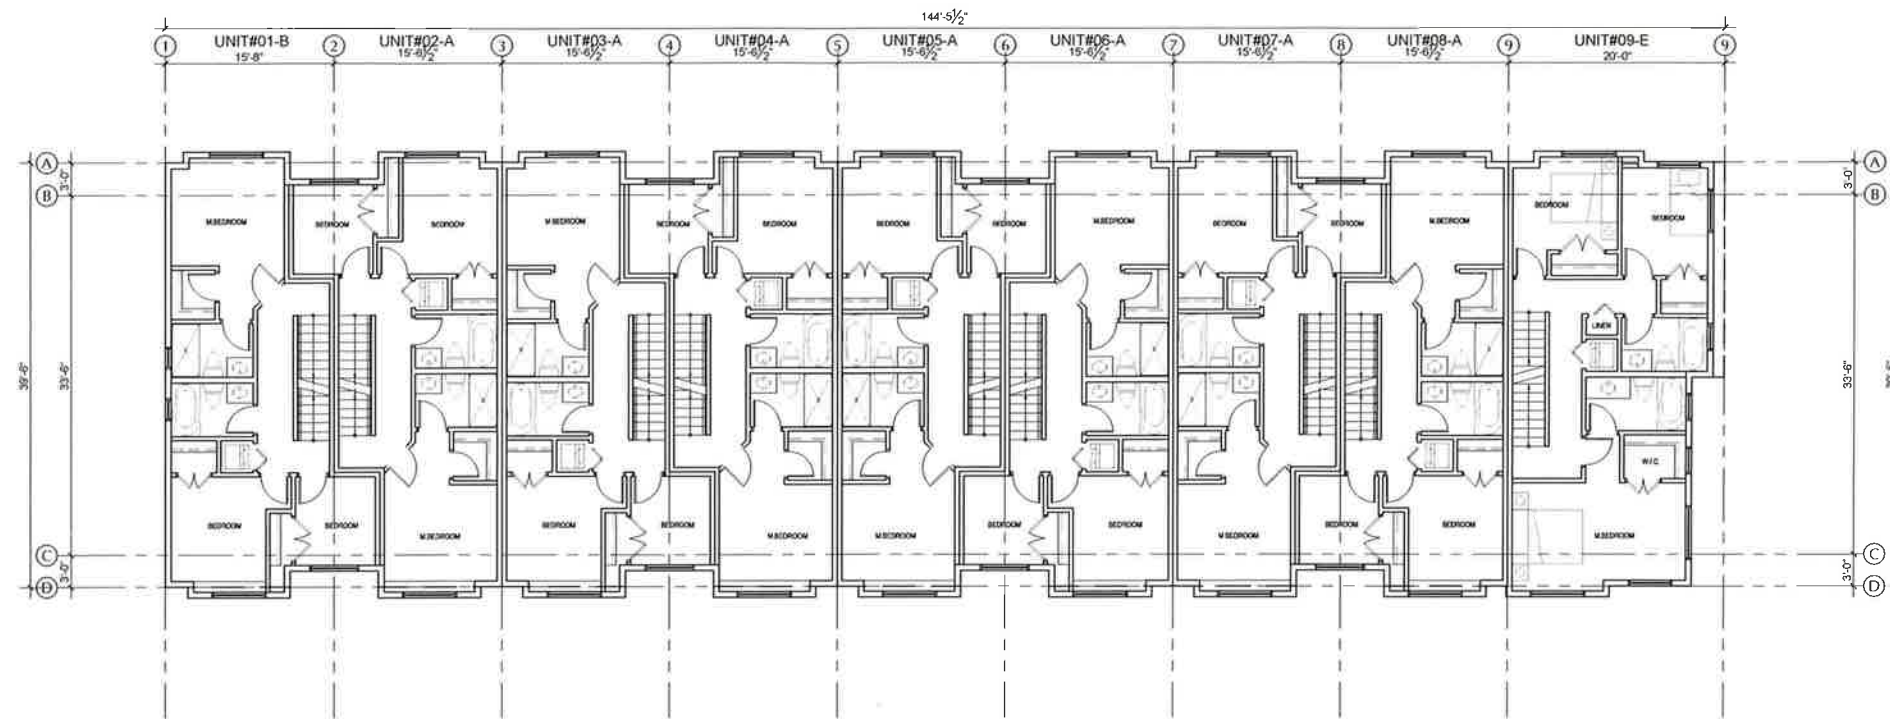 144'-5½"
UNIT#01-B UNIT#02-A UNIT#03-A UNIT#04-A UNIT#05-A UNIT#06-A UNIT#07-A UNIT#08-A UNIT#09-E
1 2 3 4 5 6 7 8 9 9
15'-8" 15'-6½" 15'-6½" 15'-6½" 15'-6½" 15'-6½" 15'-6½" 15'-6½" 20'-0"
A A
3'-0" 3'-0"
B B
BEDROOM BEDROOM
M.BEDROOM BEDROOM BEDROOM M.BEDROOM BEDROOM BEDROOM BEDROOM BEDROOM M.BEDROOM BEDROOM BEDROOM M.BEDROOM
LINEN
39'-6" 33'-6" 33'-6"
W.I.C.
BEDROOM BEDROOM M.BEDROOM BEDROOM BEDROOM M.BEDROOM M.BEDROOM BEDROOM BEDROOM M.BEDROOM BEDROOM BEDROOM M.BEDROOM
C C
3'-0" 3'-0"
D D